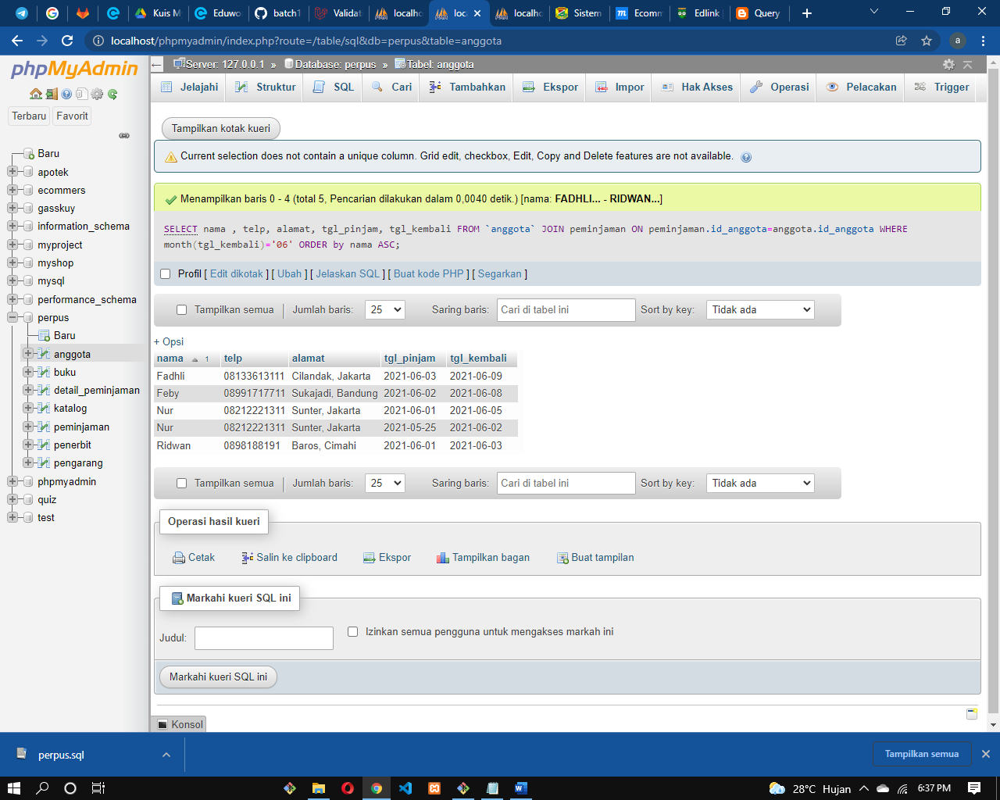 Kuis M
Eduwo
batch1
Validat
localho
loc
localho
Sistem
Ecomm
Edlink
Query
localhost/phpmyadmin/index.php?route=/table/sql&db=perpus&table=anggota
a
phpMyAdmin
Terbaru Favorit
Baru
apotek
ecommers
gasskuy
information_schema
myproject
myshop
mysql
performance_schema
perpus
Baru
anggota
buku
detail_peminjaman
katalog
peminjaman
penerbit
pengarang
phpmyadmin
quiz
test
Server: 127.0.0.1 » Database: perpus » Tabel: anggota
Jelajahi Struktur SQL Cari Tambahkan Ekspor Impor Hak Akses Operasi Pelacakan Trigger
Tampilkan kotak kueri
Current selection does not contain a unique column. Grid edit, checkbox, Edit, Copy and Delete features are not available.
Menampilkan baris 0 - 4 (total 5, Pencarian dilakukan dalam 0,0040 detik.) [nama: FADHLI... - RIDWAN...]
SELECT nama , telp, alamat, tgl_pinjam, tgl_kembali FROM `anggota` JOIN peminjaman ON peminjaman.id_anggota=anggota.id_anggota WHERE
month(tgl_kembali)='06' ORDER by nama ASC;
Profil [ Edit dikotak ] [ Ubah ] [ Jelaskan SQL ] [ Buat kode PHP ] [ Segarkan ]
Tampilkan semua | Jumlah baris: 25 Saring baris: Cari di tabel ini Sort by key: Tidak ada
+ Opsi
nama 1 telp alamat tgl_pinjam tgl_kembali
Fadhli 08133613111 Cilandak, Jakarta 2021-06-03 2021-06-09
Feby 08991717711 Sukajadi, Bandung 2021-06-02 2021-06-08
Nur 08212221311 Sunter, Jakarta 2021-06-01 2021-06-05
Nur 08212221311 Sunter, Jakarta 2021-05-25 2021-06-02
Ridwan 0898188191 Baros, Cimahi 2021-06-01 2021-06-03
Tampilkan semua | Jumlah baris: 25 Saring baris: Cari di tabel ini Sort by key: Tidak ada
Operasi hasil kueri
Cetak Salin ke clipboard Ekspor Tampilkan bagan Buat tampilan
Markahi kueri SQL ini
Judul: Izinkan semua pengguna untuk mengakses markah ini
Markahi kueri SQL ini
Konsol
perpus.sql
Tampilkan semua
28°C Hujan 6:37 PM